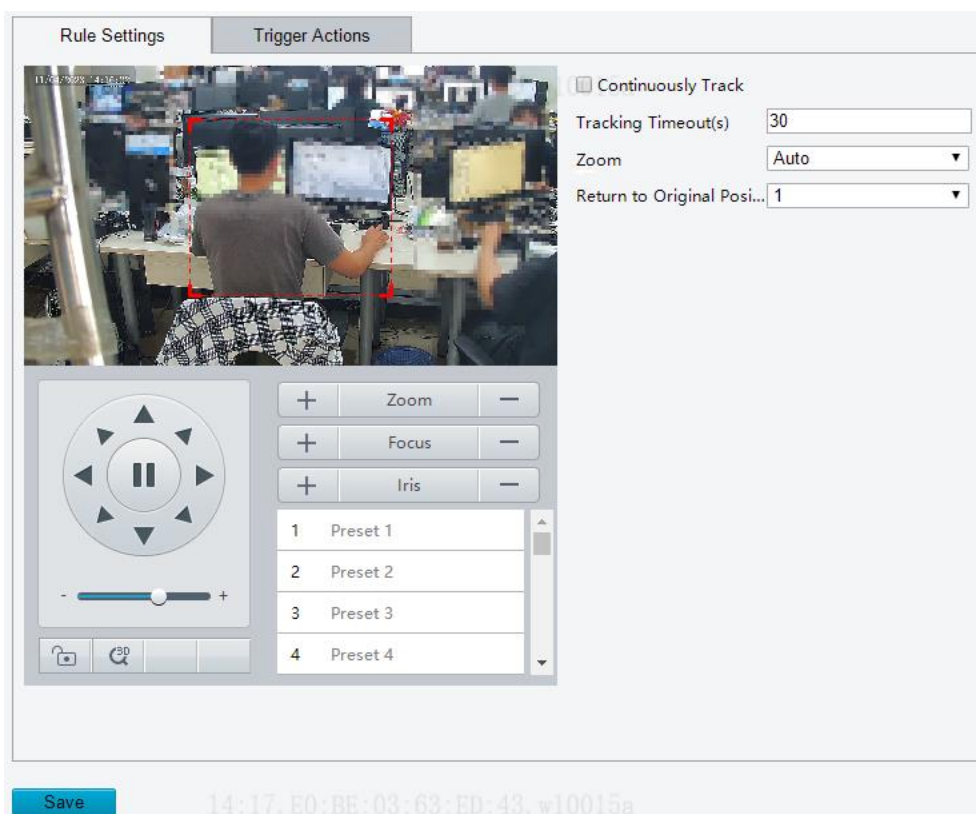 Rule Settings
Trigger Actions
Continuously Track
Tracking Timeout(s)
30
Zoom
Auto
Return to Original Posi...
1
+ Zoom −
+ Focus −
+ Iris −
1 Preset 1
2 Preset 2
3 Preset 3
4 Preset 4
- +
3D
Save
14:17. E0:BE:03:63:ED:43. w10015a